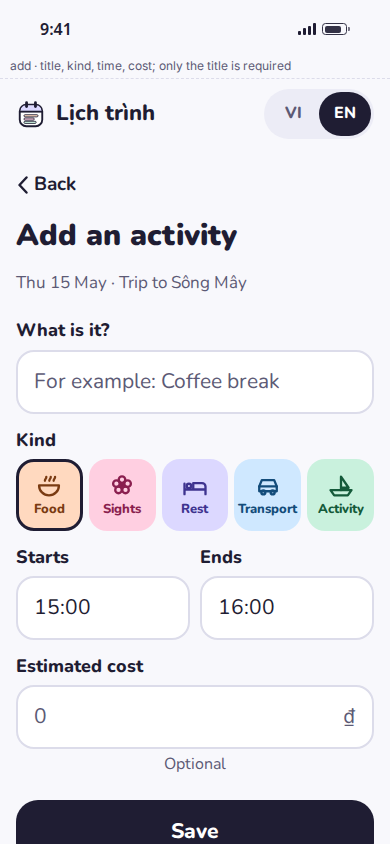 9:41
add · title, kind, time, cost; only the title is required
Lịch trình
VI
EN
Back
Add an activity
Thu 15 May · Trip to Sông Mây
What is it?
For example: Coffee break
Kind
Food
Sights
Rest
Transport
Activity
Starts
Ends
15:00
16:00
Estimated cost
0
₫
Optional
Save